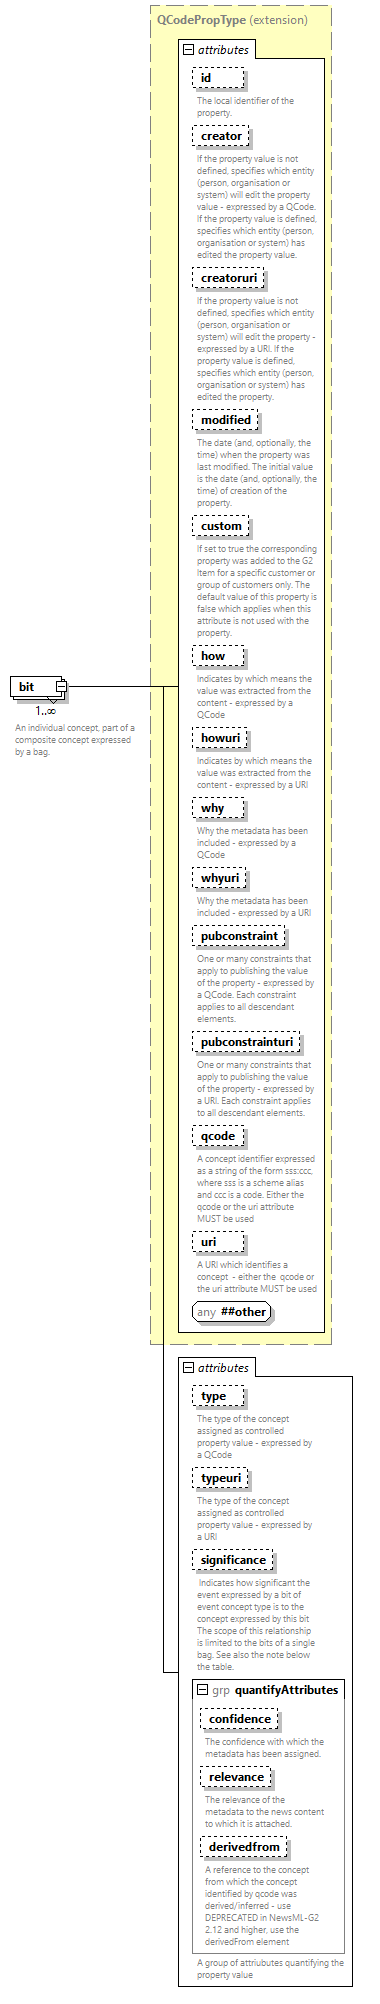 QCodePropType (extension)
attributes
id
The local identifier of the
property.
creator
If the property value is not
defined, specifies which entity
(person, organisation or
system) will edit the property
value - expressed by a QCode.
If the property value is defined,
specifies which entity (person,
organisation or system) has
edited the property value.
creatoruri
If the property value is not
defined, specifies which entity
(person, organisation or
system) will edit the property -
expressed by a URI. If the
property value is defined,
specifies which entity (person,
organisation or system) has
edited the property.
modified
The date (and, optionally, the
time) when the property was
last modified. The initial value
is the date (and, optionally, the
time) of creation of the
property.
custom
If set to true the corresponding
property was added to the G2
Item for a specific customer or
group of customers only. The
default value of this property is
false which applies when this
attribute is not used with the
property.
how
Indicates by which means the
value was extracted from the
content - expressed by a
QCode
bit
1..∞
An individual concept, part of a
composite concept expressed
by a bag.
howuri
Indicates by which means the
value was extracted from the
content - expressed by a URI
why
Why the metadata has been
included - expressed by a
QCode
whyuri
Why the metadata has been
included - expressed by a URI
pubconstraint
One or many constraints that
apply to publishing the value
of the property - expressed by
a QCode. Each constraint
applies to all descendant
elements.
pubconstrainturi
One or many constraints that
apply to publishing the value
of the property - expressed by
a URI. Each constraint applies
to all descendant elements.
qcode
A concept identifier expressed
as a string of the form sss:ccc,
where sss is a scheme alias
and ccc is a code. Either the
qcode or the uri attribute
MUST be used
uri
A URI which identifies a
concept  - either the  qcode or
the uri attribute MUST be used
any ##other
attributes
type
The type of the concept
assigned as controlled
property value - expressed by
a QCode
typeuri
The type of the concept
assigned as controlled
property value - expressed by
a URI
significance
Indicates how significant the
event expressed by a bit of
event concept type is to the
concept expressed by this bit
The scope of this relationship
is limited to the bits of a single
bag. See also the note below
the table.
grp quantifyAttributes
confidence
The confidence with which the
metadata has been assigned.
relevance
The relevance of the
metadata to the news content
to which it is attached.
derivedfrom
A reference to the concept
from which the concept
identified by qcode was
derived/inferred - use
DEPRECATED in NewsML-G2
2.12 and higher, use the
derivedFrom element
A group of attriubutes quantifying the
property value